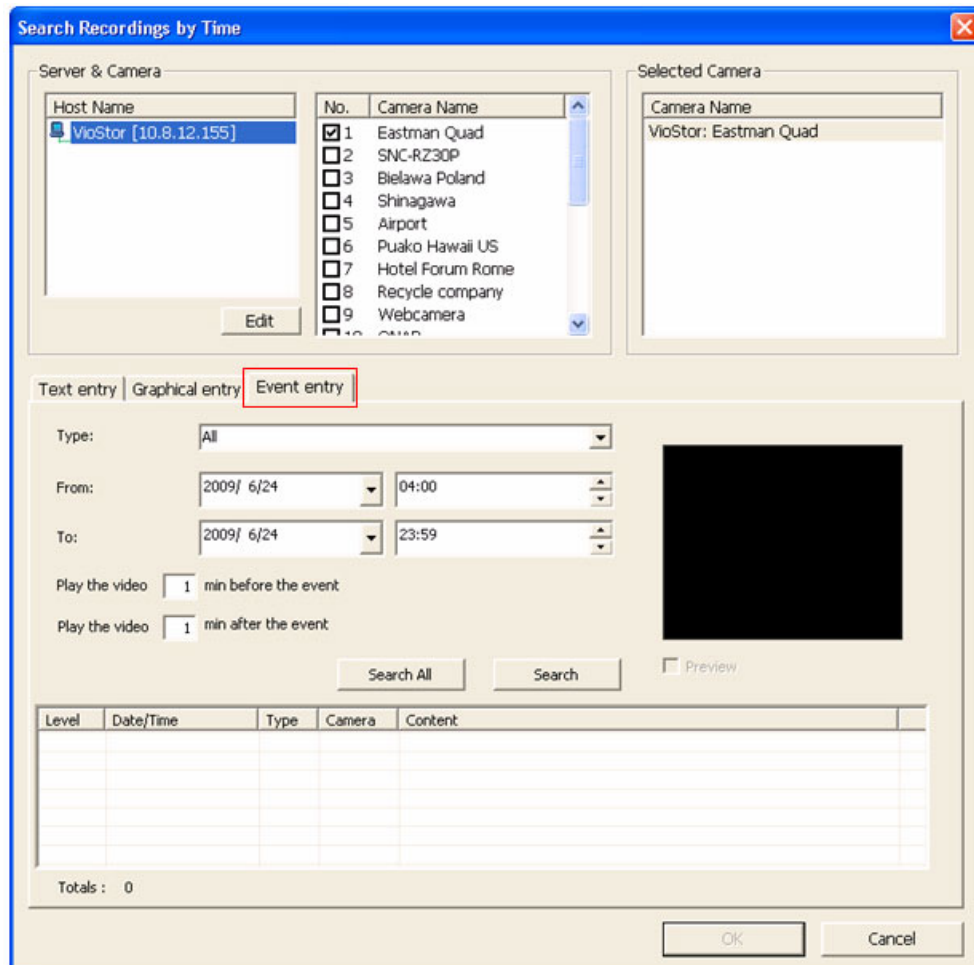 Search Recordings by Time
Server & Camera
Host Name
VioStor [10.8.12.155]
Edit
No. Camera Name
1 Eastman Quad
2 SNC-RZ30P
3 Bielawa Poland
4 Shinagawa
5 Airport
6 Puako Hawaii US
7 Hotel Forum Rome
8 Recycle company
9 Webcamera
Selected Camera
Camera Name
VioStor: Eastman Quad
Text entry Graphical entry Event entry
Type: All
From: 2009/ 6/24 04:00
To: 2009/ 6/24 23:59
Play the video 1 min before the event
Play the video 1 min after the event
Search All Search Preview
Level Date/Time Type Camera Content
Totals : 0
OK Cancel